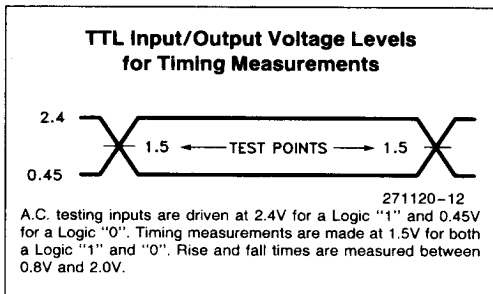 TTL Input/Output Voltage Levels
for Timing Measurements
2.4
1.5 TEST POINTS 1.5
0.45
271120-12
A.C. testing inputs are driven at 2.4V for a Logic "1" and 0.45V
for a Logic "0". Timing measurements are made at 1.5V for both
a Logic "1" and "0". Rise and fall times are measured between
0.8V and 2.0V.